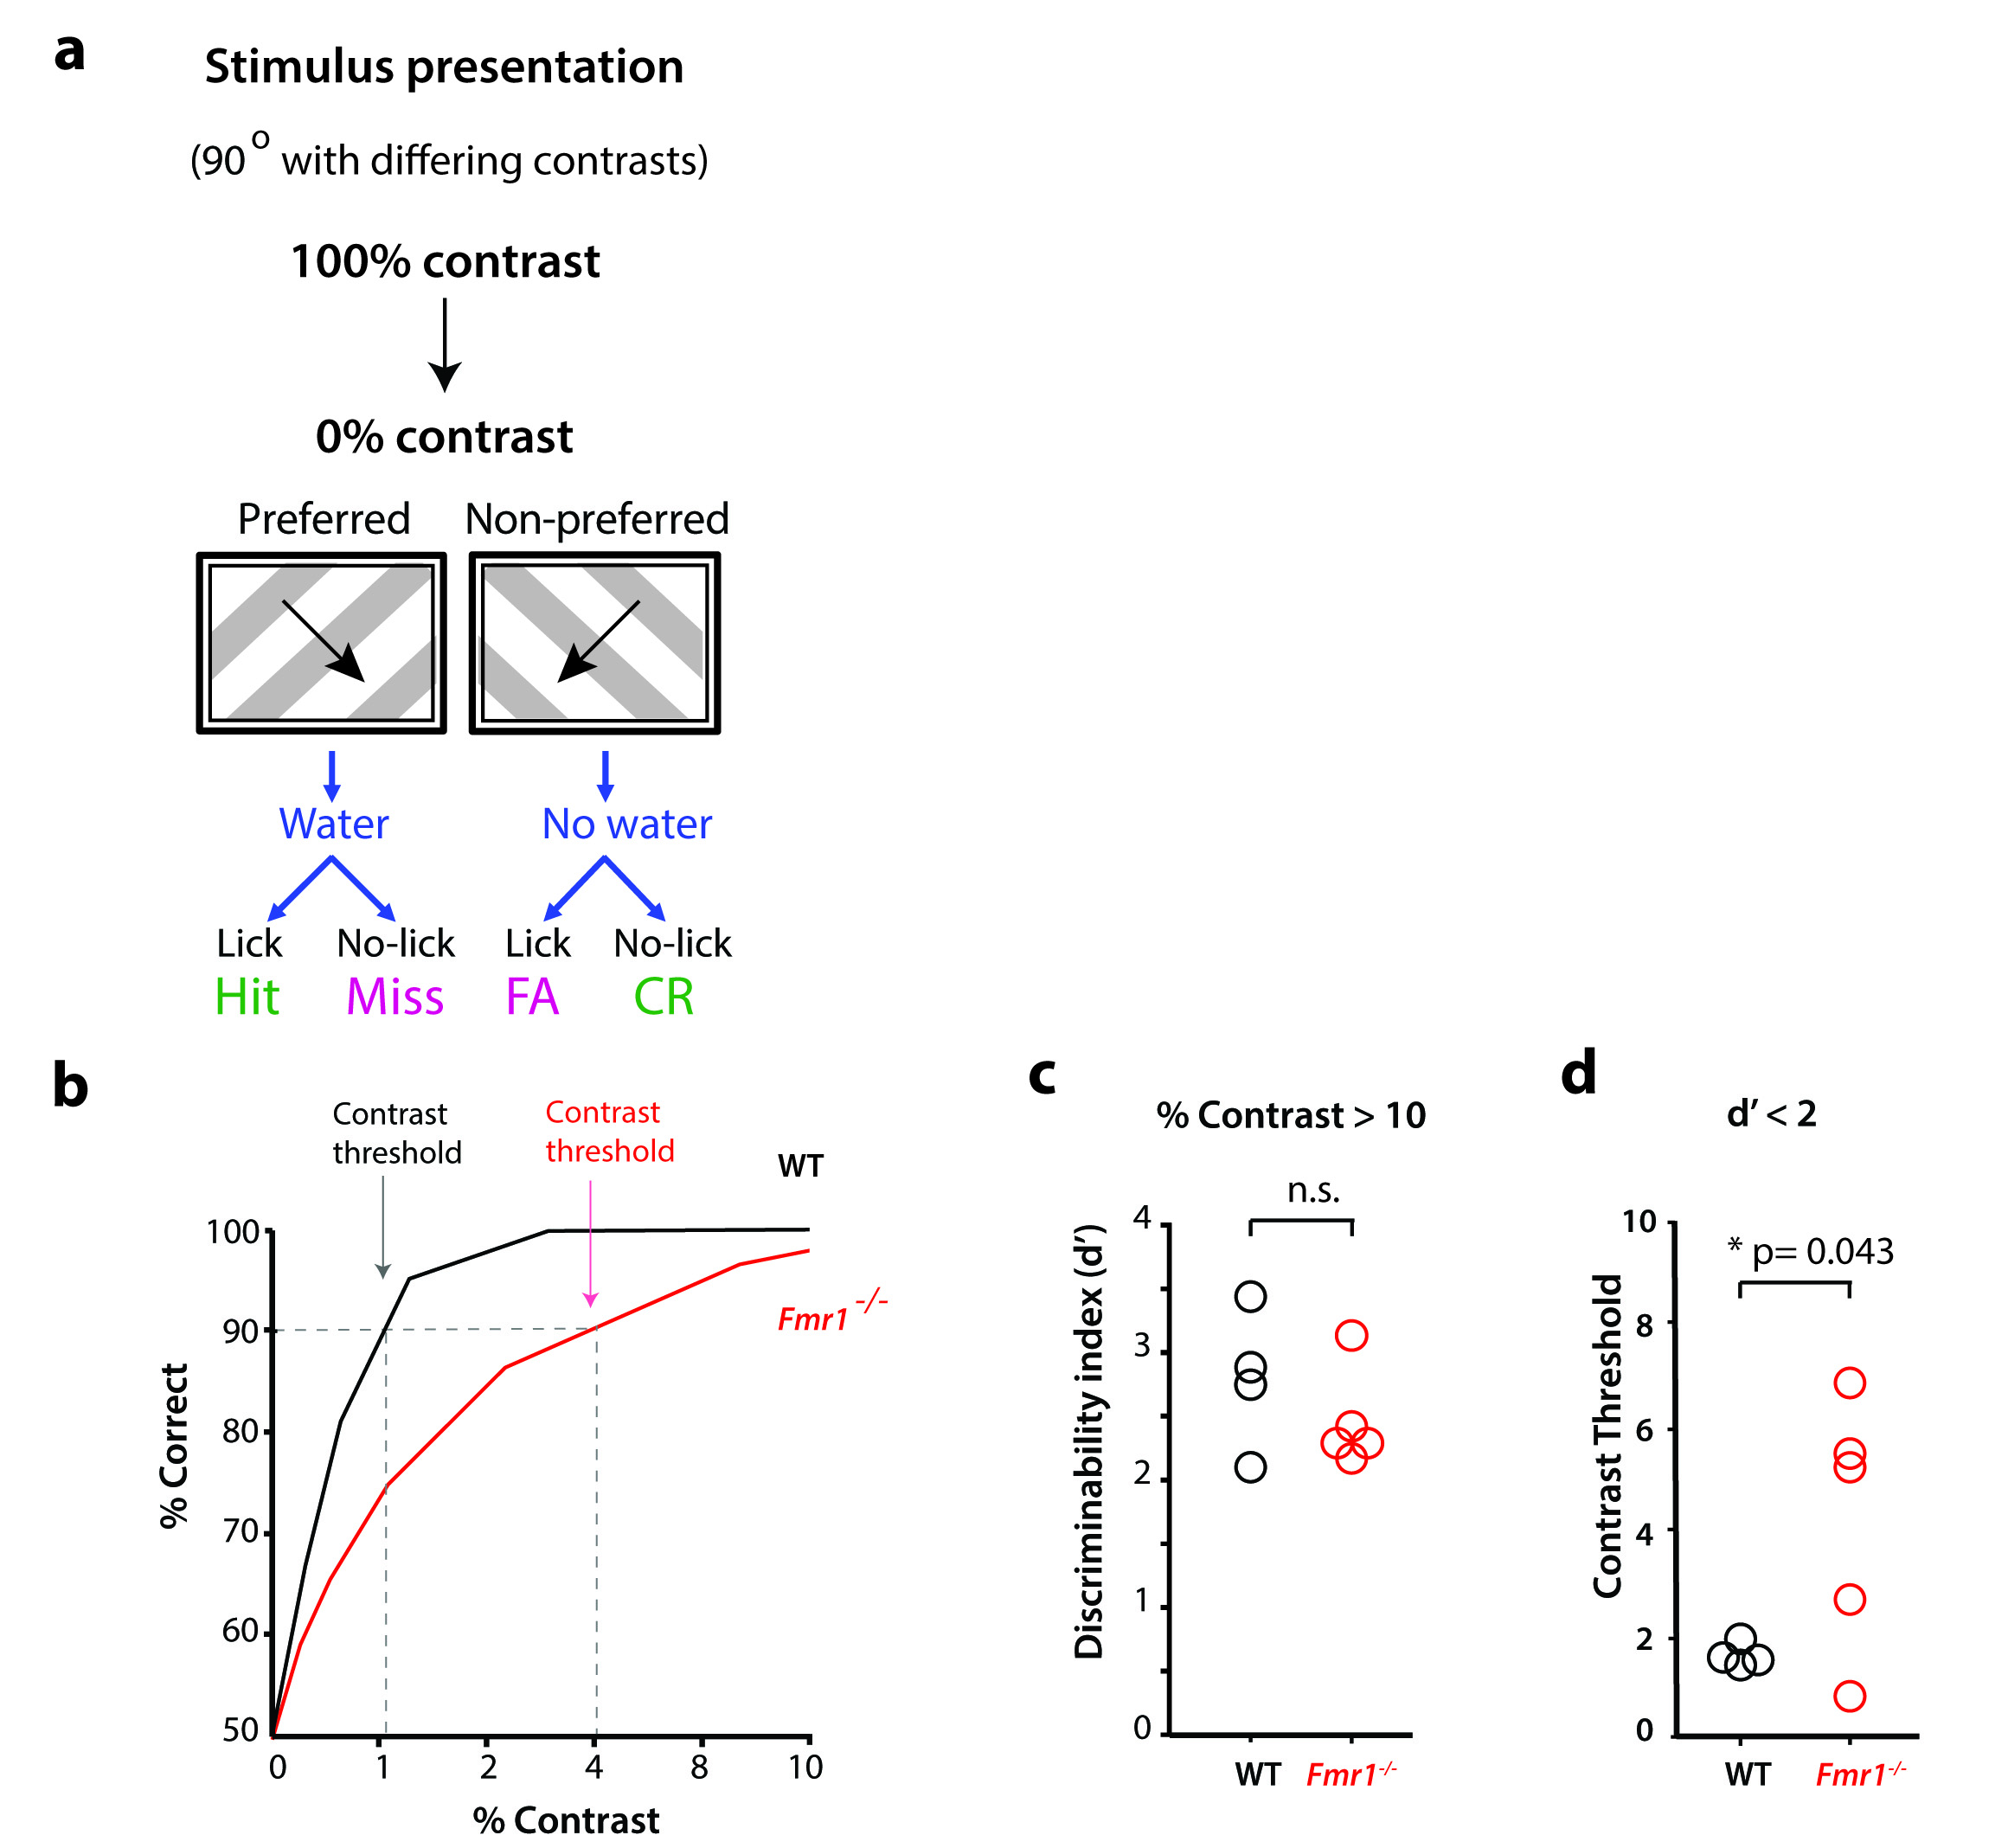 a
Stimulus presentation
(90° with differing contrasts)
100% contrast
0% contrast
Preferred Non-preferred
Water No water
Lick No-lick Lick No-lick
Hit Miss FA CR
b
Contrast threshold
Contrast threshold
WT
Fmr1 -/-
100
90
80
70
60
50
% Correct
0 1 2 4 8 10
% Contrast
c
% Contrast > 10
n.s.
4
3
2
1
0
Discriminability index (d’)
WT Fmr1 -/-
d
d’ < 2
* p= 0.043
10
8
6
4
2
0
Contrast Threshold
WT Fmr1 -/-